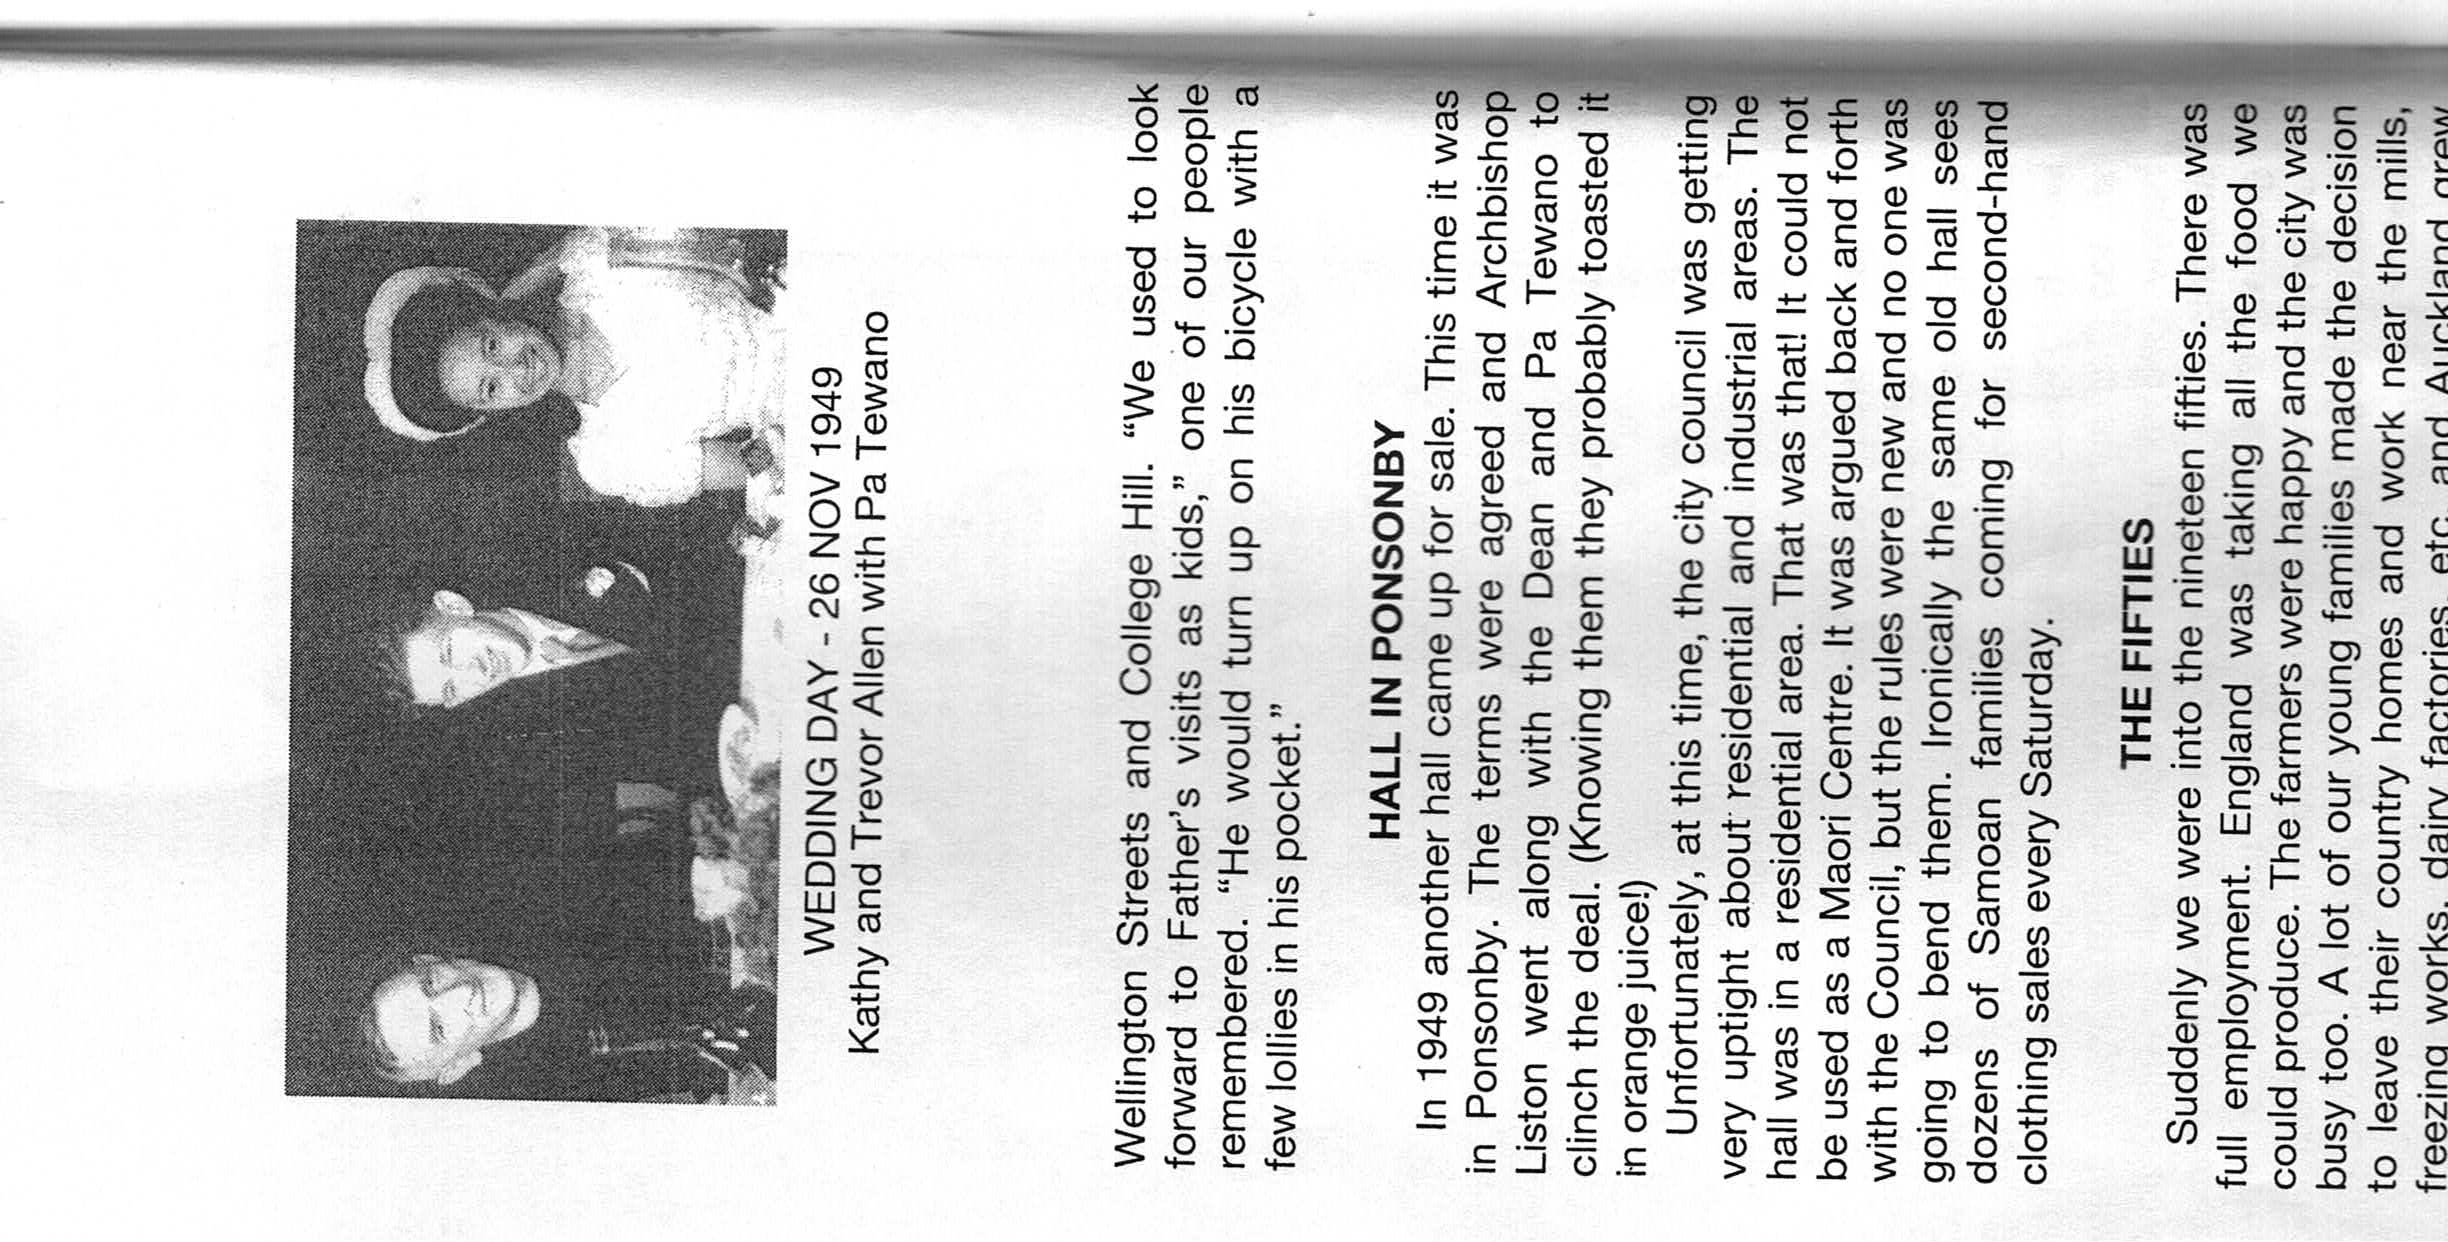 WEDDING DAY - 26 NOV 1949
Kathy and Trevor Allen with Pa Tewano
Wellington Streets and College Hill. “We used to look
forward to Father’s visits as kids,” one of our people
remembered. “He would turn up on his bicycle with a
few lollies in his pocket.”
HALL IN PONSONBY
In 1949 another hall came up for sale. This time it was
in Ponsonby. The terms were agreed and Archbishop
Liston went along with the Dean and Pa Tewano to
clinch the deal. (Knowing them they probably toasted it
in orange juice!)
Unfortunately, at this time, the city council was getting
very uptight about residential and industrial areas. The
hall was in a residential area. That was that! It could not
be used as a Maori Centre. It was argued back and forth
with the Council, but the rules were new and no one was
going to bend them. Ironically the same old hall sees
dozens of Samoan families coming for second-hand
clothing sales every Saturday.
THE FIFTIES
Suddenly we were into the nineteen fifties. There was
full employment. England was taking all the food we
could produce. The farmers were happy and the city was
busy too. A lot of our young families made the decision
to leave their country homes and work near the mills,
freezing works, dairy factories, etc. and Auckland grew